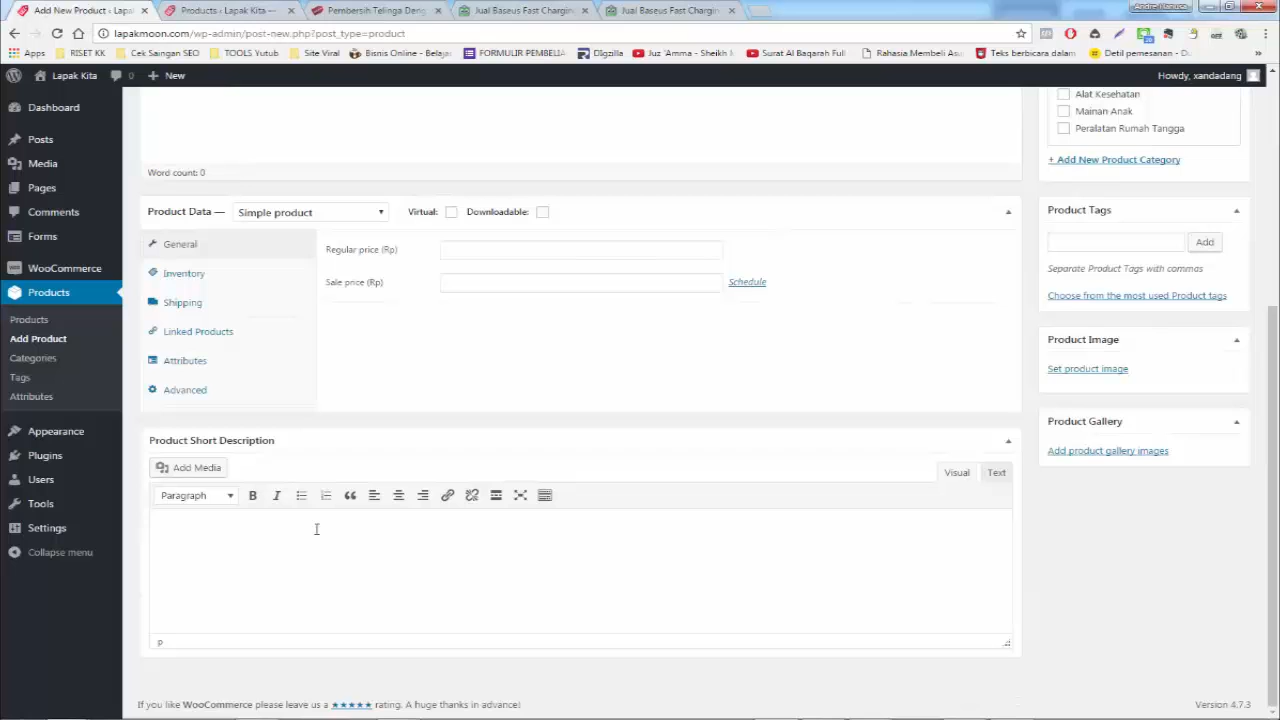 Add New Product ‹ Lapak
Products ‹ Lapak Kita —
Pembersih Telinga Deng
Jual Baseus Fast Chargin
Jual Baseus Fast Chargin
lapakmoon.com/wp-admin/post-new.php?post_type=product
Apps
RISET KK
Cek Saingan SEO
TOOLS Yutub
Site Viral
Bisnis Online - Belaja
FORMULIR PEMBELIA
DIgzilla
Juz 'Amma - Sheikh M
Surat Al Baqarah Full
Rahasia Membeli Asu
Teks berbicara dalam
Detil pemesanan - D
Lapak Kita
0
New
Howdy, xandadang
Dashboard
Posts
Media
Pages
Comments
Forms
WooCommerce
Products
Products
Add Product
Categories
Tags
Attributes
Appearance
Plugins
Users
Tools
Settings
Collapse menu
Word count: 0
Product Data —
Simple product
Virtual:
Downloadable:
General
Inventory
Shipping
Linked Products
Attributes
Advanced
Regular price (Rp)
Sale price (Rp)
Schedule
Product Short Description
Add Media
Visual
Text
Paragraph
B
I
p
Alat Kesehatan
Mainan Anak
Peralatan Rumah Tangga
+ Add New Product Category
Product Tags
Add
Separate Product Tags with commas
Choose from the most used Product tags
Product Image
Set product image
Product Gallery
Add product gallery images
If you like WooCommerce please leave us a ★★★★★ rating. A huge thanks in advance!
Version 4.7.3